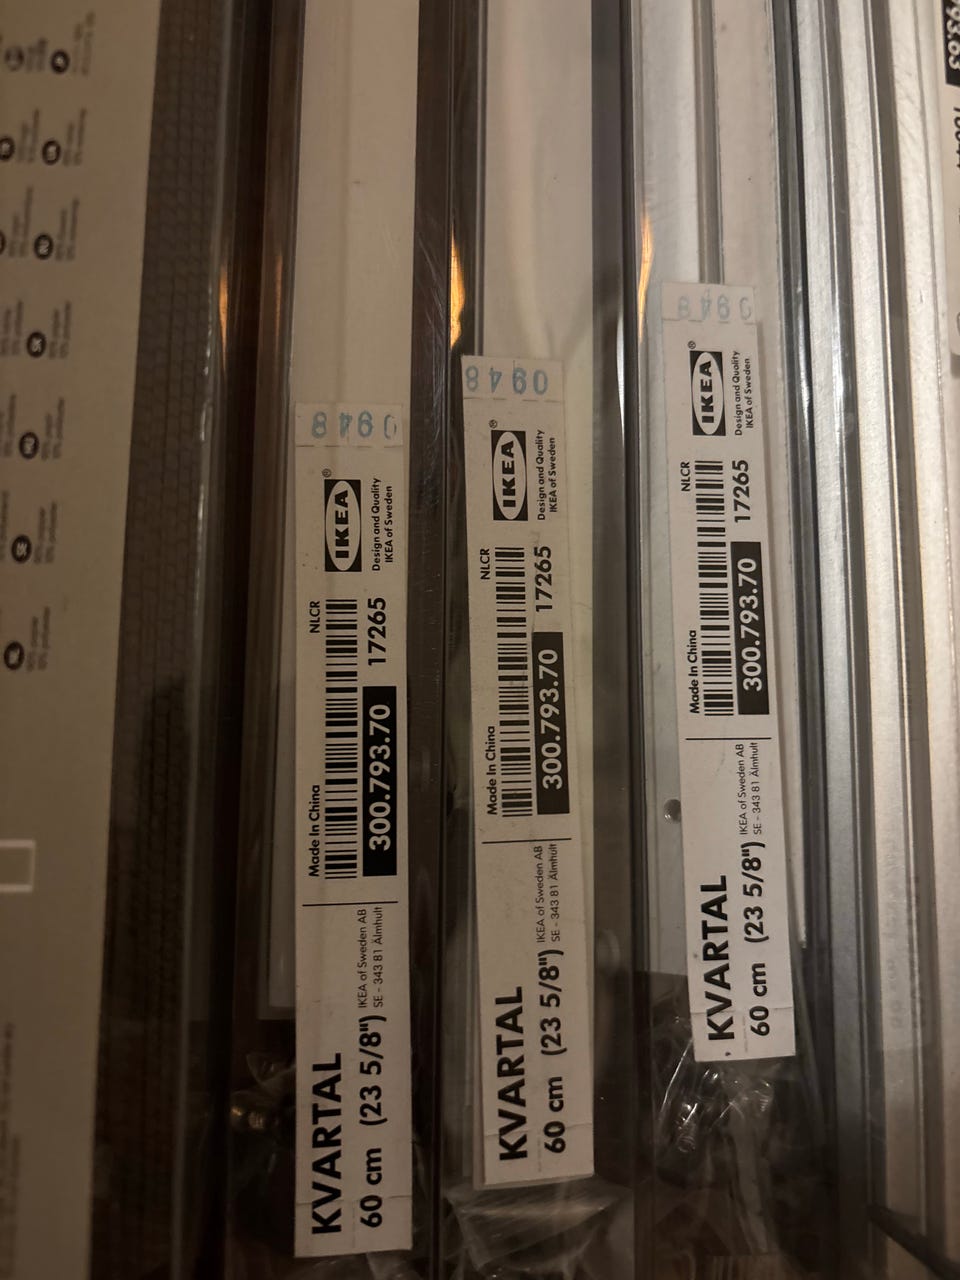 0948
IKEA®
Design and Quality
IKEA of Sweden
NLCR
17265
Made in China
300.793.70
IKEA of Sweden AB
SE – 343 81 Älmhult
KVARTAL
60 cm (23 5/8")
0948
IKEA®
Design and Quality
IKEA of Sweden
NLCR
17265
Made in China
300.793.70
IKEA of Sweden AB
SE – 343 81 Älmhult
KVARTAL
60 cm (23 5/8")
0948
IKEA®
Design and Quality
IKEA of Sweden
NLCR
17265
Made in China
300.793.70
IKEA of Sweden AB
SE – 343 81 Älmhult
KVARTAL
60 cm (23 5/8")